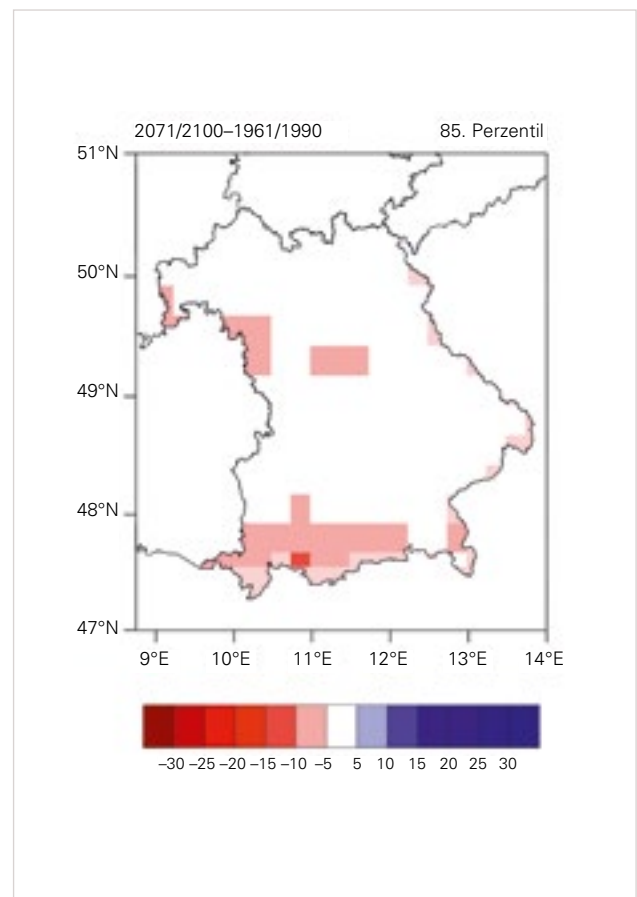 2071/2100–1961/1990 85. Perzentil
51°N
50°N
49°N
48°N
47°N
9°E 10°E 11°E 12°E 13°E 14°E
–30 –25 –20 –15 –10 –5 5 10 15 20 25 30